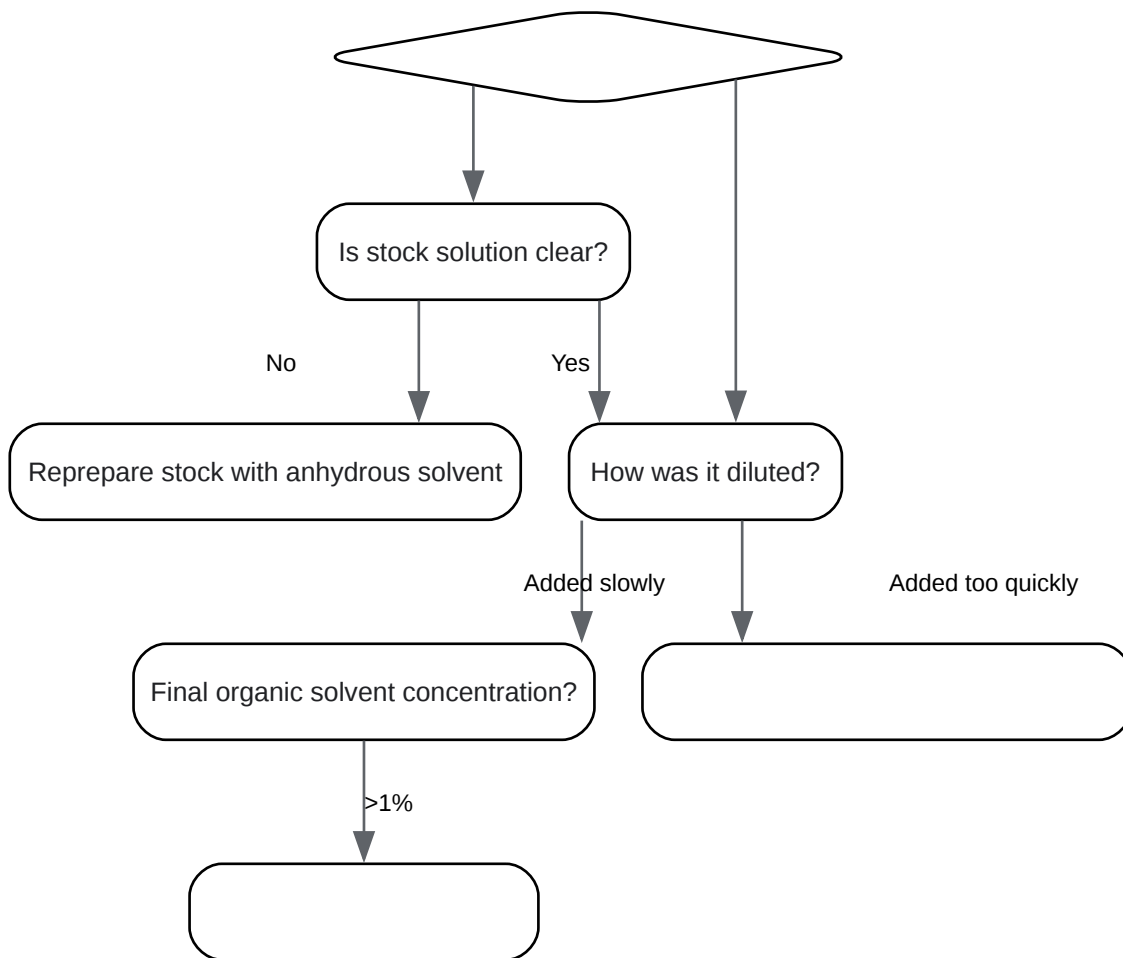 Is stock solution clear?
No
Yes
Reprepare stock with anhydrous solvent
How was it diluted?
Added slowly
Added too quickly
Final organic solvent concentration?
>1%